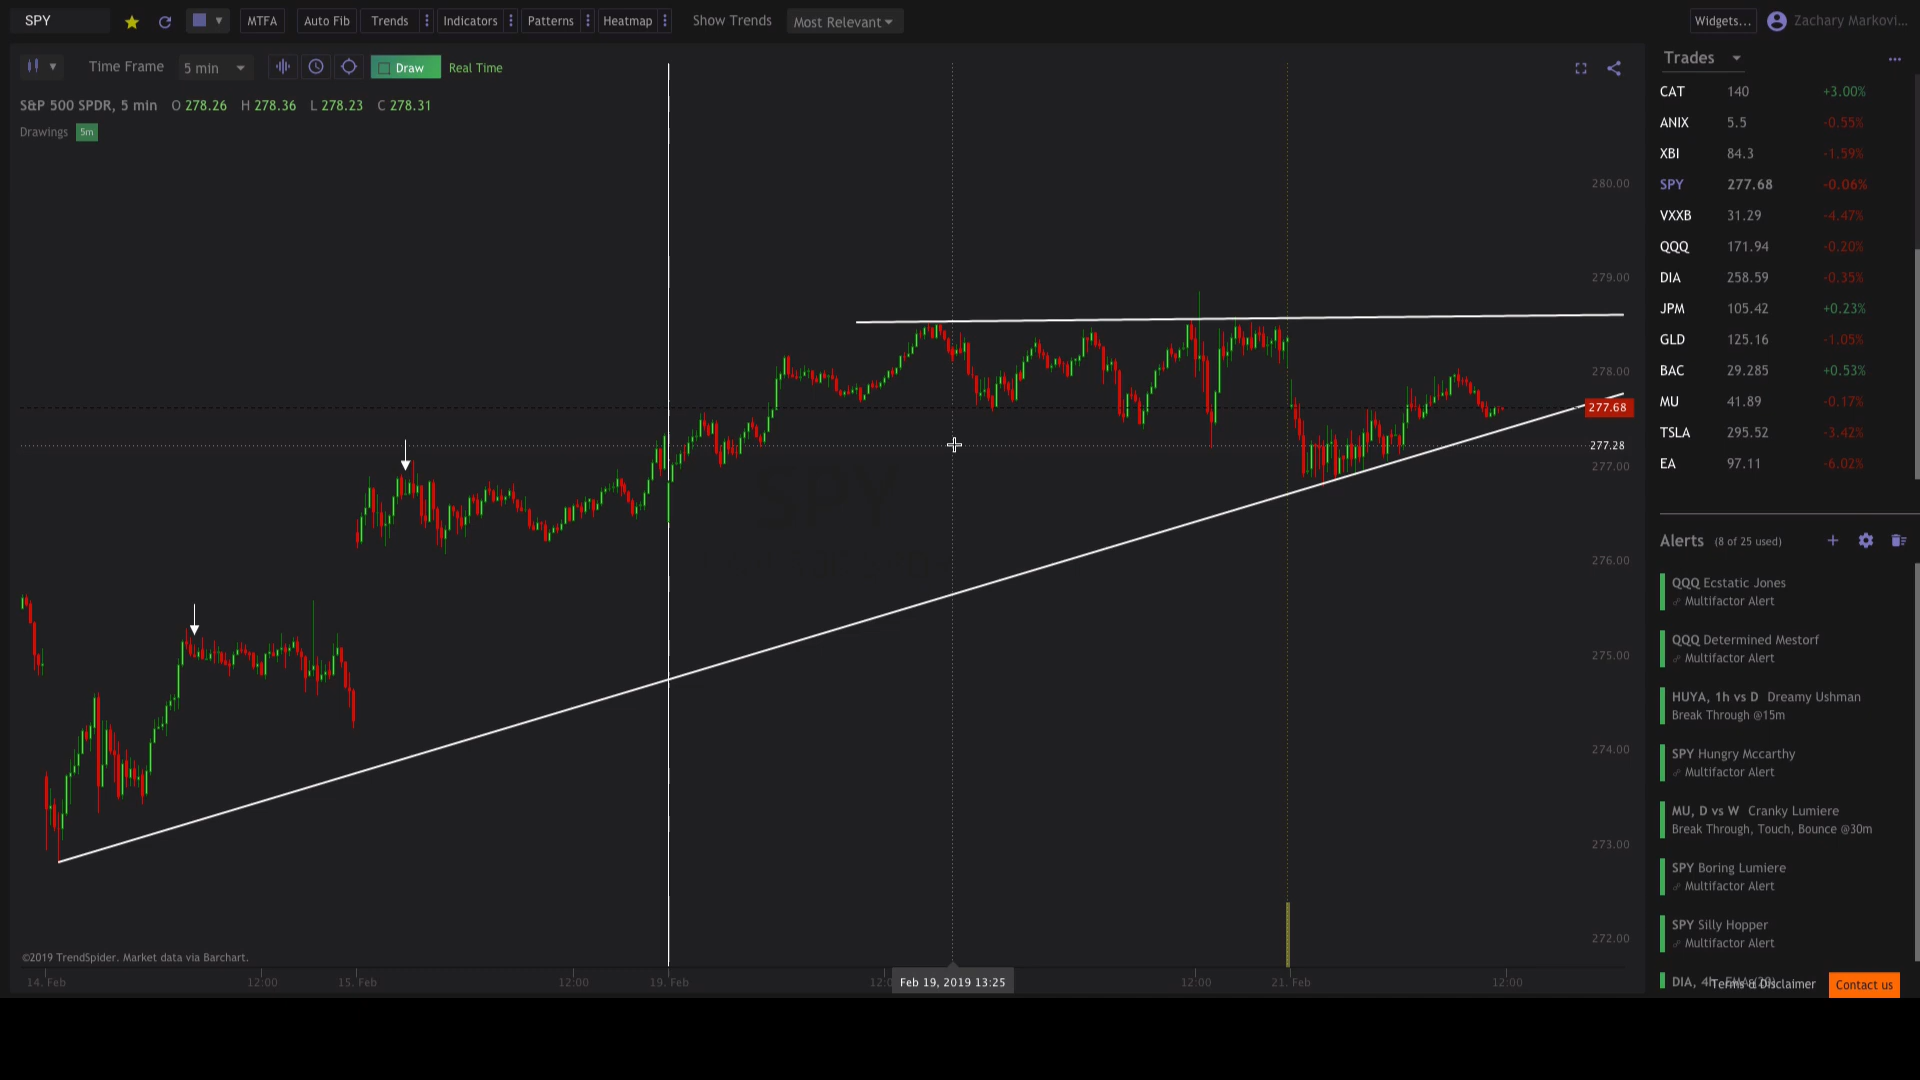 SPY MTFA Auto Fib Trends Indicators Patterns Heatmap Show Trends Most Relevant Widgets... Zachary Markovi...
Time Frame 5 min Draw Real Time
S&P 500 SPDR, 5 min O 278.26 H 278.36 L 278.23 C 278.31
Drawings 5m
280.00
279.00
278.00
277.68
277.28
277.00
276.00
275.00
274.00
273.00
272.00
©2019 TrendSpider. Market data via Barchart.
14. Feb 12:00 15. Feb 12:00 19. Feb Feb 19, 2019 13:25 12:00 21. Feb 12:00
Trades
CAT 140 +3.00%
ANIX 5.5 -0.55%
XBI 84.3 -1.59%
SPY 277.68 -0.06%
VXXB 31.29 -4.47%
QQQ 171.94 -0.20%
DIA 258.59 -0.35%
JPM 105.42 +0.23%
GLD 125.16 -1.05%
BAC 29.285 +0.53%
MU 41.89 -0.17%
TSLA 295.52 -3.42%
EA 97.11 -6.02%
Alerts (8 of 25 used)
QQQ Ecstatic Jones
Multifactor Alert
QQQ Determined Mestorf
Multifactor Alert
HUYA, 1h vs D Dreamy Ushman
Break Through @15m
SPY Hungry Mccarthy
Multifactor Alert
MU, D vs W Cranky Lumiere
Break Through, Touch, Bounce @30m
SPY Boring Lumiere
Multifactor Alert
SPY Silly Hopper
Multifactor Alert
DIA, 4h
Terms & Disclaimer
Contact us